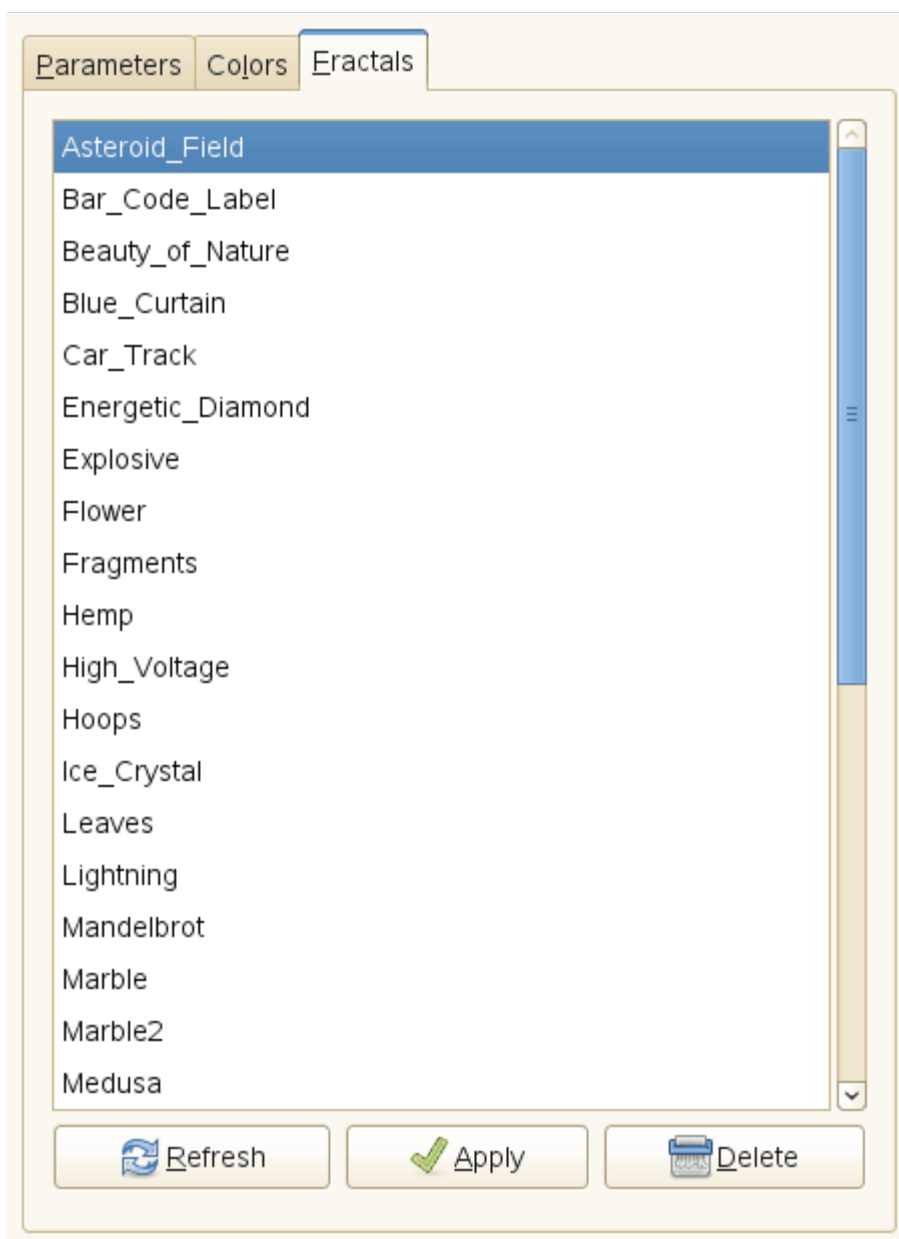 Parameters Colors Fractals
Asteroid_Field
Bar_Code_Label
Beauty_of_Nature
Blue_Curtain
Car_Track
Energetic_Diamond
Explosive
Flower
Fragments
Hemp
High_Voltage
Hoops
Ice_Crystal
Leaves
Lightning
Mandelbrot
Marble
Marble2
Medusa
Refresh Apply Delete